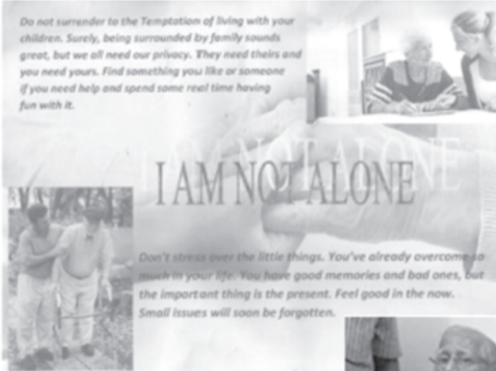 Do not surrender to the Temptation of living with your
children. Surely, being surrounded by family sounds
great, but we all need our privacy. They need theirs and
you need yours. Find something you like or someone
if you need help and spend some real time having
fun with it.
I AM NOT ALONE
I AM NOT ALONE
Don't stress over the little things. You've already overcome so
much in your life. You have good memories and bad ones, but
the important thing is the present. Feel good in the now.
Small issues will soon be forgotten.